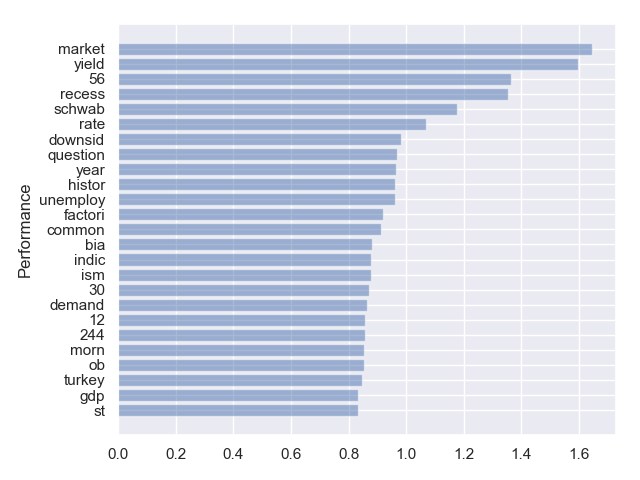 market
yield
56
recess
schwab
rate
downsid
question
year
histor
unemploy
factori
common
bia
indic
ism
30
demand
12
244
morn
ob
turkey
gdp
st
Performance
0.0 0.2 0.4 0.6 0.8 1.0 1.2 1.4 1.6